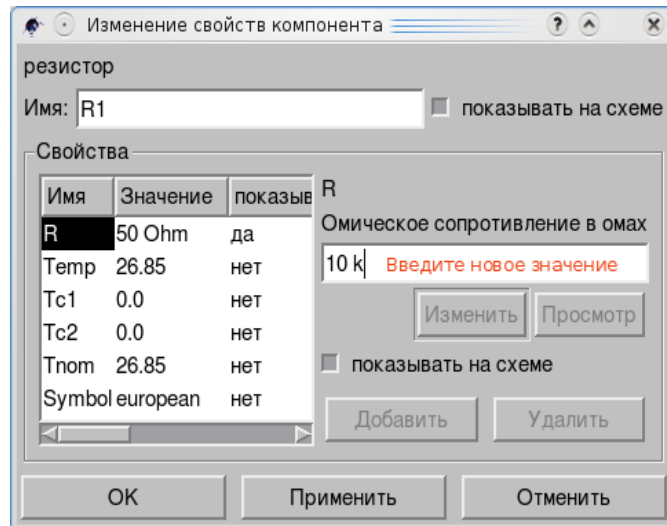 Изменение свойств компонента
резистор
Имя: R1 показывать на схеме
Свойства
Имя Значение показыв
R 50 Ohm да
Temp 26.85 нет
Tc1 0.0 нет
Tc2 0.0 нет
Tnom 26.85 нет
Symbol european нет
R
Омическое сопротивление в омах
10 k Введите новое значение
Изменить Просмотр
показывать на схеме
Добавить Удалить
OK Применить Отменить